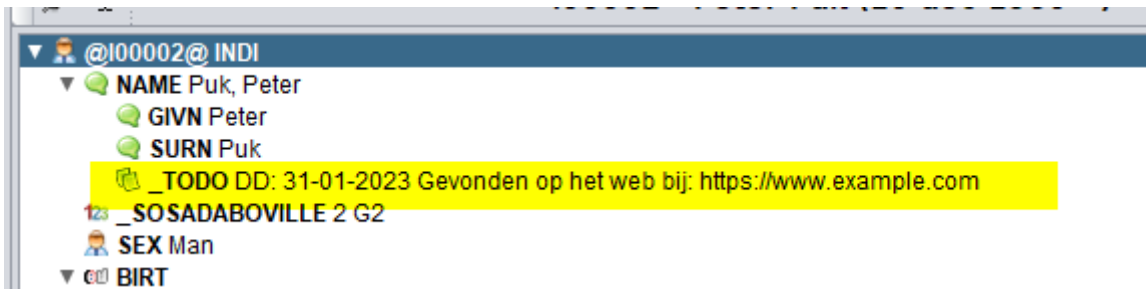 @I00002@ INDI
NAME Puk, Peter
GIVN Peter
SURN Puk
_TODO DD: 31-01-2023 Gevonden op het web bij: https://www.example.com
_SOSADABOVILLE 2 G2
SEX Man
BIRT